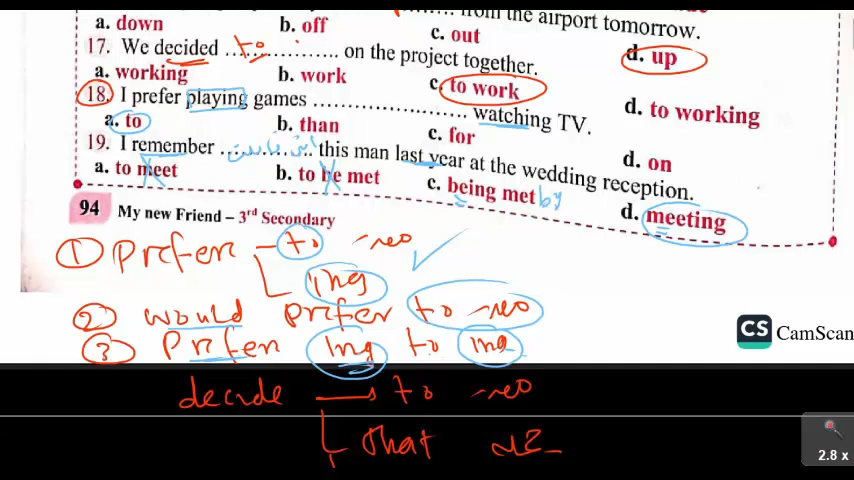 from the airport tomorrow.
a. down b. off c. out d. up
17. We decided to ............ on the project together.
a. working b. work c. to work d. to working
18. I prefer playing games ............................ watching TV.
a. to b. than c. for d. on
19. I remember ............ this man last year at the wedding reception.
a. to meet b. to be met c. being met by d. meeting
94 My new Friend – 3rd Secondary
① Prefer to
ing
② would prefer to
③ Prefer ing to ing
CS CamScan
decide → to
that
2.8 x